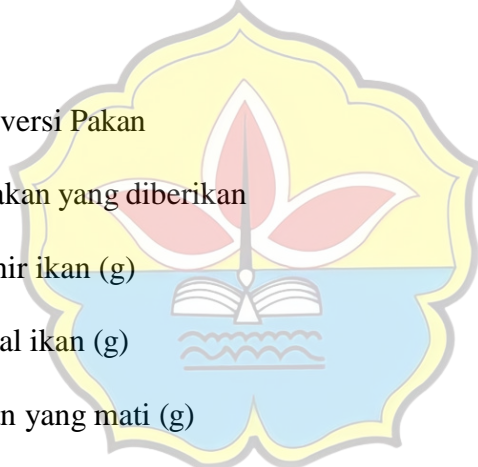 versi Pakan
akan yang diberikan
hir ikan (g)
al ikan (g)
n yang mati (g)